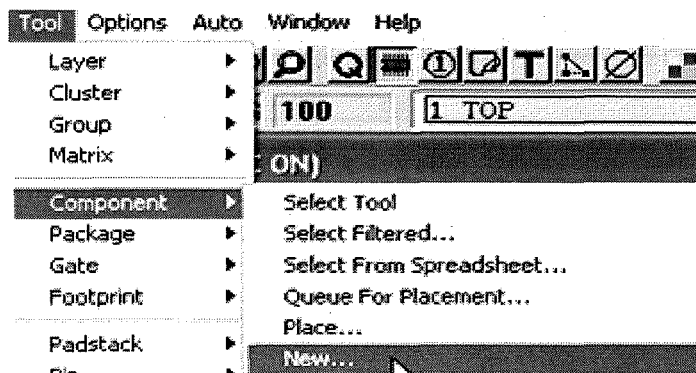 Tool Options Auto Window Help
Layer
Cluster
Group
Matrix
100
1 TOP
ON)
Component
Package
Gate
Footprint
Padstack
Select Tool
Select Filtered...
Select From Spreadsheet...
Queue For Placement...
Place...
New...